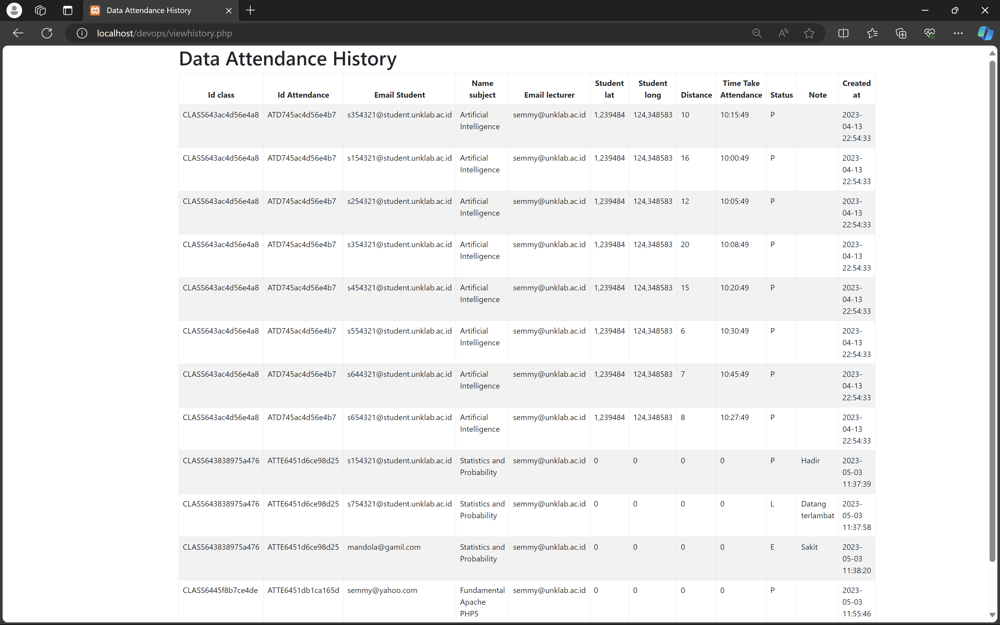 Data Attendance History
localhost/devops/viewhistory.php
Data Attendance History
Id class Id Attendance Email Student Name subject Email lecturer Student lat Student long Distance Time Take Attendance Status Note Created at
CLASS643ac4d56e4a8 ATD745ac4d56e4b7 s354321@student.unklab.ac.id Artificial Intelligence semmy@unklab.ac.id 1,239484 124,348583 10 10:15:49 P 2023-04-13 22:54:33
CLASS643ac4d56e4a8 ATD745ac4d56e4b7 s154321@student.unklab.ac.id Artificial Intelligence semmy@unklab.ac.id 1,239484 124,348583 16 10:00:49 P 2023-04-13 22:54:33
CLASS643ac4d56e4a8 ATD745ac4d56e4b7 s254321@student.unklab.ac.id Artificial Intelligence semmy@unklab.ac.id 1,239484 124,348583 12 10:05:49 P 2023-04-13 22:54:33
CLASS643ac4d56e4a8 ATD745ac4d56e4b7 s354321@student.unklab.ac.id Artificial Intelligence semmy@unklab.ac.id 1,239484 124,348583 20 10:08:49 P 2023-04-13 22:54:33
CLASS643ac4d56e4a8 ATD745ac4d56e4b7 s454321@student.unklab.ac.id Artificial Intelligence semmy@unklab.ac.id 1,239484 124,348583 15 10:20:49 P 2023-04-13 22:54:33
CLASS643ac4d56e4a8 ATD745ac4d56e4b7 s554321@student.unklab.ac.id Artificial Intelligence semmy@unklab.ac.id 1,239484 124,348583 6 10:30:49 P 2023-04-13 22:54:33
CLASS643ac4d56e4a8 ATD745ac4d56e4b7 s644321@student.unklab.ac.id Artificial Intelligence semmy@unklab.ac.id 1,239484 124,348583 7 10:45:49 P 2023-04-13 22:54:33
CLASS643ac4d56e4a8 ATD745ac4d56e4b7 s654321@student.unklab.ac.id Artificial Intelligence semmy@unklab.ac.id 1,239484 124,348583 8 10:27:49 P 2023-04-13 22:54:33
CLASS643838975a476 ATTE6451d6ce98d25 s154321@student.unklab.ac.id Statistics and Probability semmy@unklab.ac.id 0 0 0 0 P Hadir 2023-05-03 11:37:39
CLASS643838975a476 ATTE6451d6ce98d25 s754321@student.unklab.ac.id Statistics and Probability semmy@unklab.ac.id 0 0 0 0 L Datang terlambat 2023-05-03 11:37:58
CLASS643838975a476 ATTE6451d6ce98d25 mandola@gamil.com Statistics and Probability semmy@unklab.ac.id 0 0 0 0 E Sakit 2023-05-03 11:38:20
CLASS6445f8b7ce4de ATTE6451db1ca165d semmy@yahoo.com Fundamental Apache PHP5 semmy@unklab.ac.id 0 0 0 0 P 2023-05-03 11:55:46